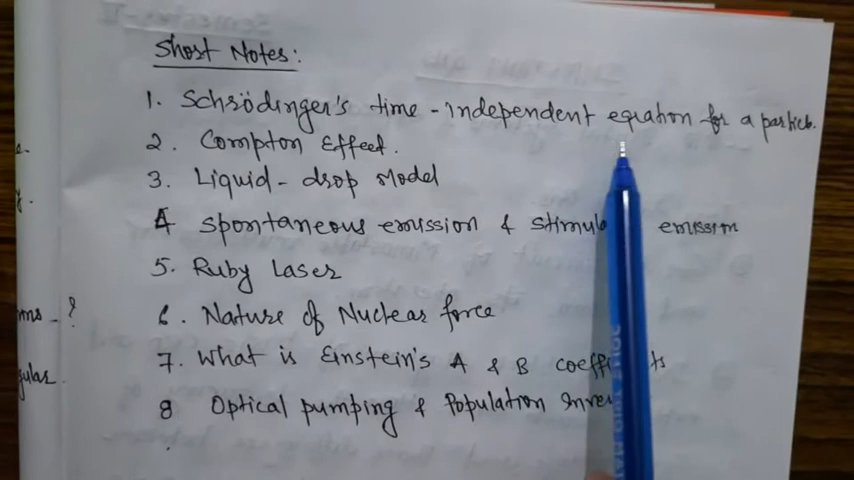 Short Notes:
1. Schrödinger's time-independent equation for a particle.
2. Compton Effect.
3. Liquid-drop Model
4 Spontaneous emission & stimul emission
5. Ruby Laser
6. Nature of Nuclear force
7. What is Einstein's A & B coeff ts
8 Optical pumping & Population Inve